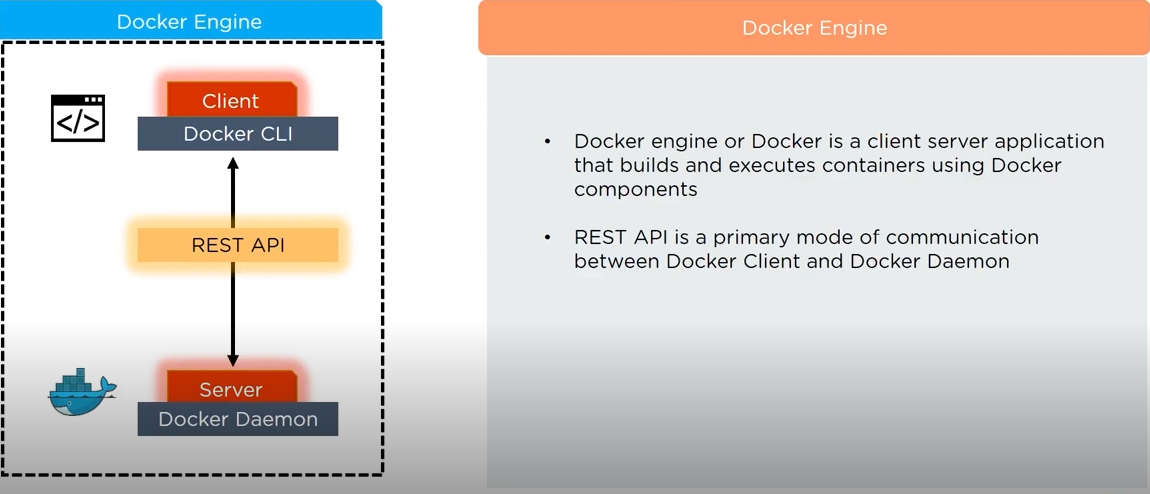 Docker Engine
Client
Docker CLI
REST API
Server
Docker Daemon
Docker Engine
• Docker engine or Docker is a client server application
that builds and executes containers using Docker
components
• REST API is a primary mode of communication
between Docker Client and Docker Daemon